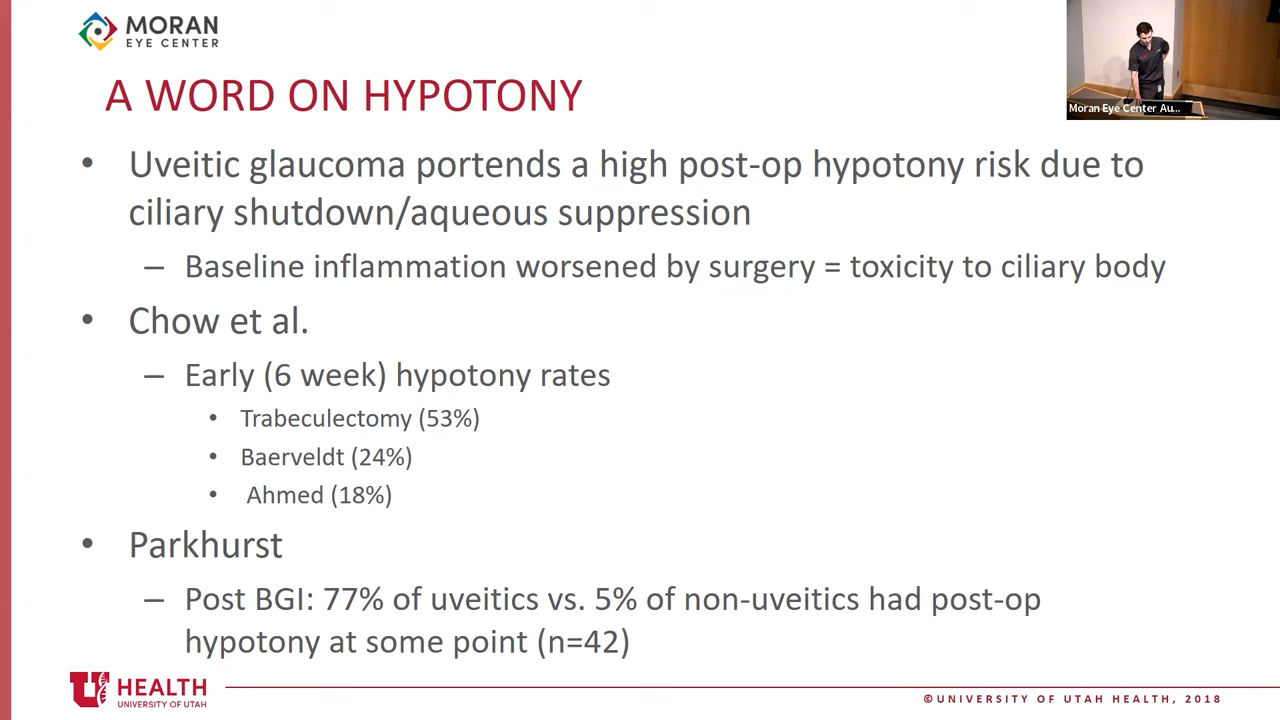 MORAN
EYE CENTER
Moran Eye Center Au...
A WORD ON HYPOTONY
• Uveitic glaucoma portends a high post-op hypotony risk due to
ciliary shutdown/aqueous suppression
– Baseline inflammation worsened by surgery = toxicity to ciliary body
• Chow et al.
– Early (6 week) hypotony rates
• Trabeculectomy (53%)
• Baerveldt (24%)
• Ahmed (18%)
• Parkhurst
– Post BGI: 77% of uveitics vs. 5% of non-uveitics had post-op
hypotony at some point (n=42)
U HEALTH
UNIVERSITY OF UTAH
©UNIVERSITY OF UTAH HEALTH, 2018